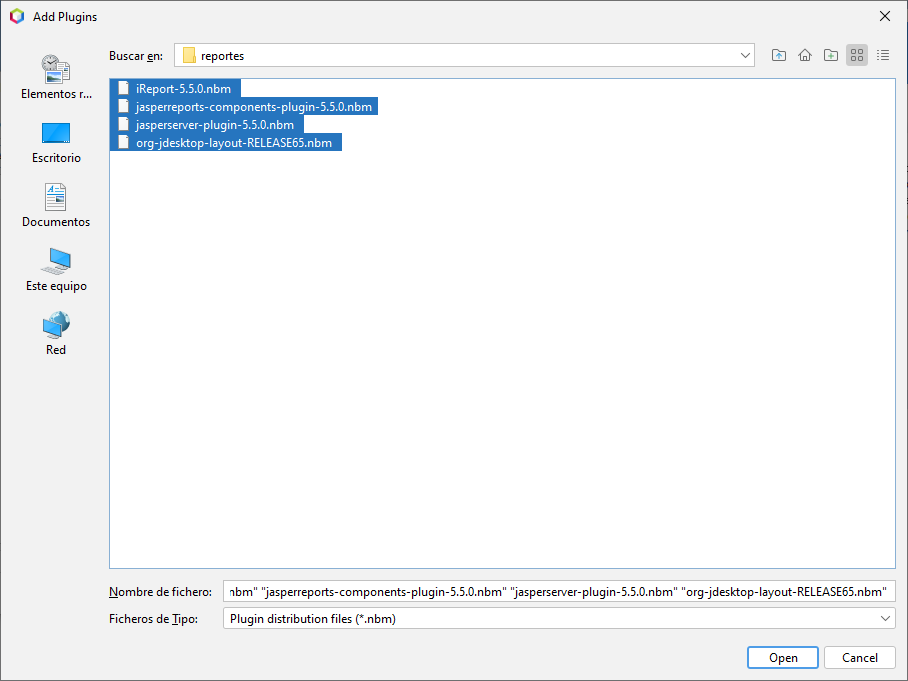 Add Plugins
Buscar en:
reportes
Elementos r...
Escritorio
Documentos
Este equipo
Red
iReport-5.5.0.nbm
jasperreports-components-plugin-5.5.0.nbm
jasperserver-plugin-5.5.0.nbm
org-jdesktop-layout-RELEASE65.nbm
Nombre de fichero:
nbm" "jasperreports-components-plugin-5.5.0.nbm" "jasperserver-plugin-5.5.0.nbm" "org-jdesktop-layout-RELEASE65.nbm"
Ficheros de Tipo:
Plugin distribution files (*.nbm)
Open
Cancel